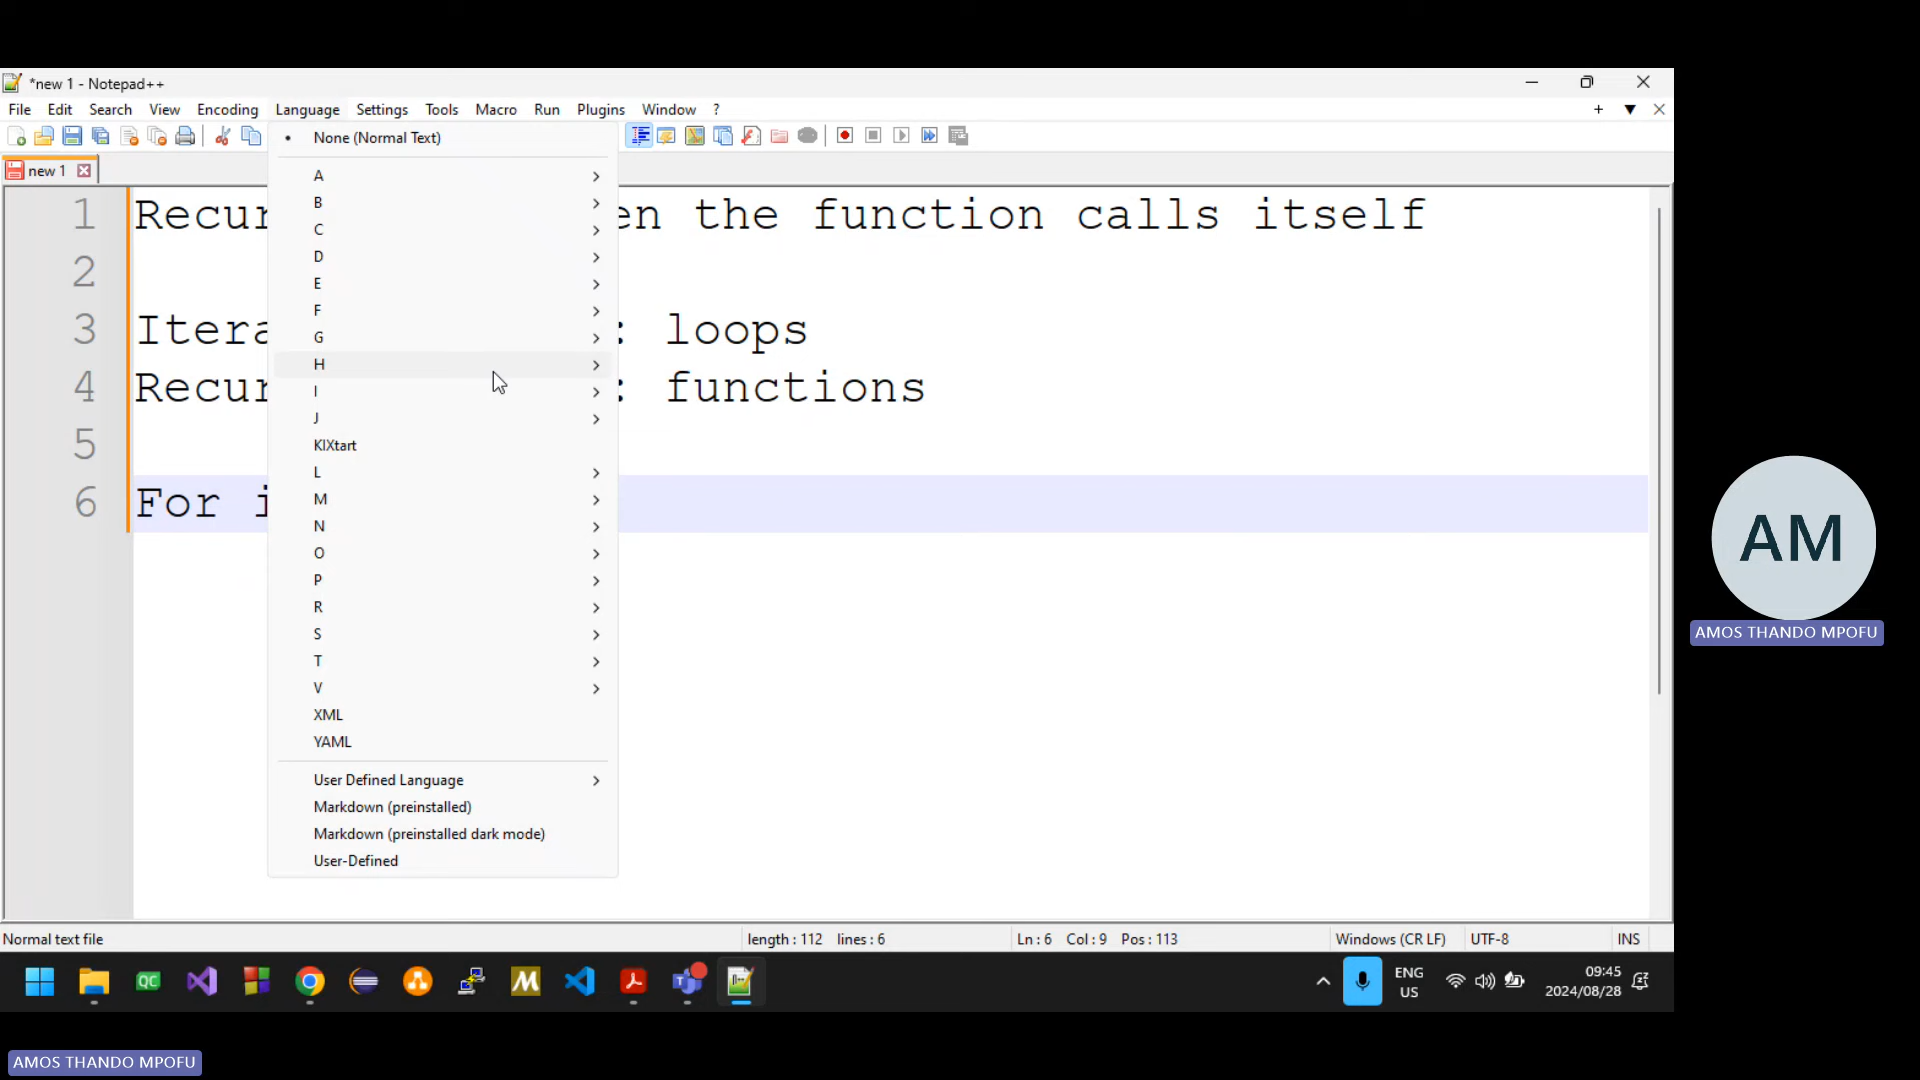 *new 1 - Notepad++
File Edit Search View Encoding Language Settings Tools Macro Run Plugins Window ?
new 1
None (Normal Text)
A
B
C
D
E
F
G
H
I
J
KIXtart
L
M
N
O
P
R
S
T
V
XML
YAML
User Defined Language
Markdown (preinstalled)
Markdown (preinstalled dark mode)
User-Defined
1 Recur en the function calls itself
2
3 Itera : loops
4 Recur : functions
5
6 For i
Normal text file length : 112 lines : 6 Ln : 6 Col : 9 Pos : 113 Windows (CR LF) UTF-8 INS
QC
ENG
US
09:45
2024/08/28
AM
AMOS THANDO MPOFU
AMOS THANDO MPOFU